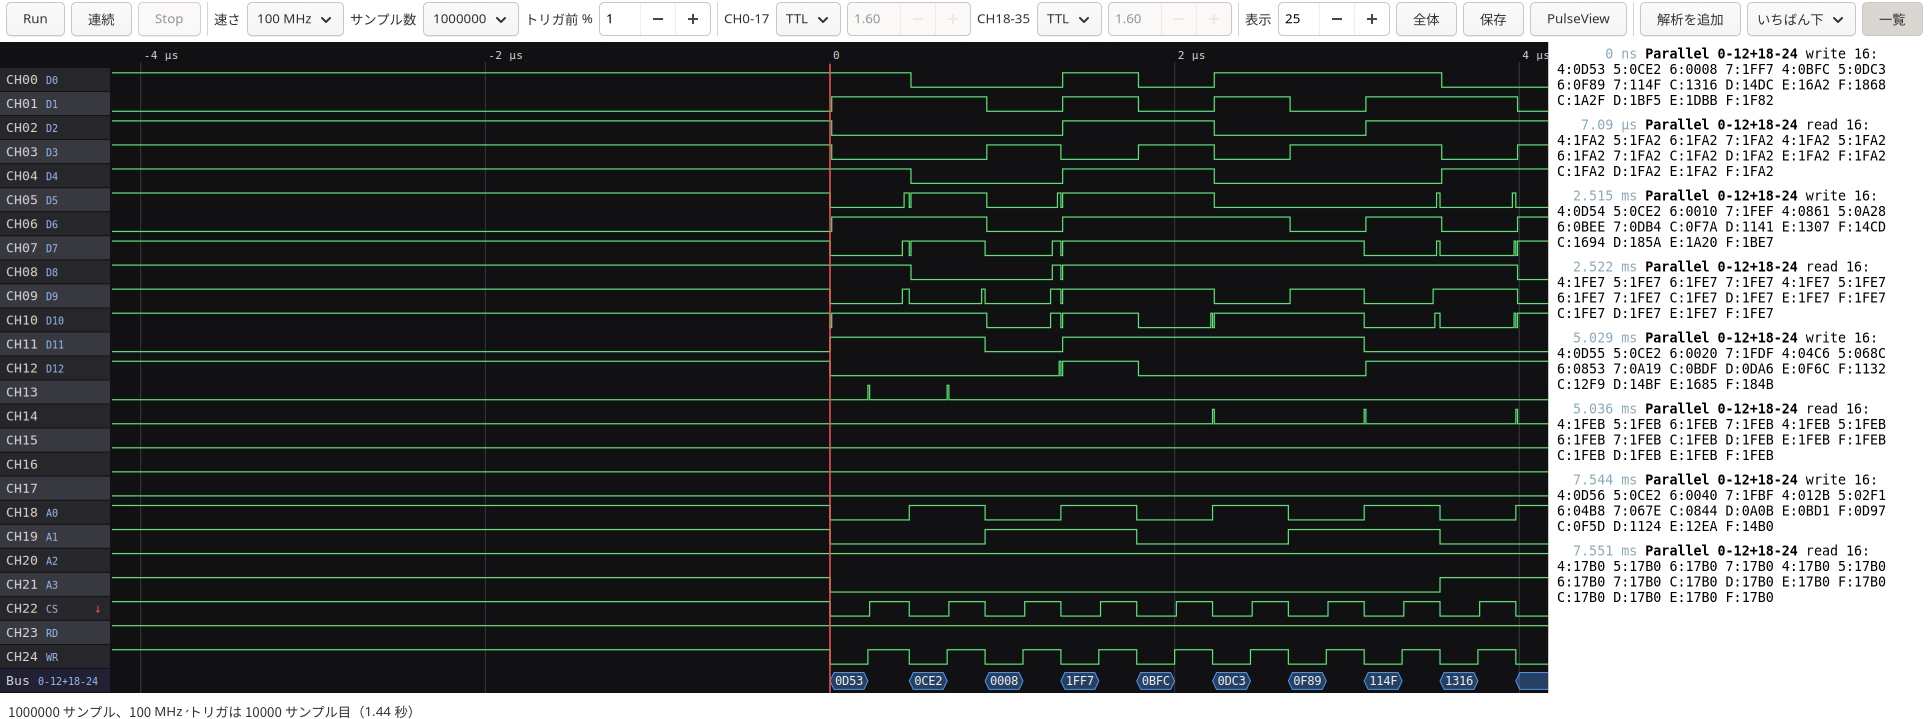 Run 連続 Stop 速さ 100 MHz サンプル数 1000000 トリガ前 % 1 − + CH0-17 TTL 1.60 − + CH18-35 TTL 1.60 − + 表示 25 − + 全体 保存 PulseView 解析を追加 いちばん下 一覧
-4 µs -2 µs 0 2 µs 4 µs
CH00 D0
CH01 D1
CH02 D2
CH03 D3
CH04 D4
CH05 D5
CH06 D6
CH07 D7
CH08 D8
CH09 D9
CH10 D10
CH11 D11
CH12 D12
CH13
CH14
CH15
CH16
CH17
CH18 A0
CH19 A1
CH20 A2
CH21 A3
CH22 CS ↓
CH23 RD
CH24 WR
Bus 0-12+18-24 0D53 0CE2 0008 1FF7 0BFC 0DC3 0F89 114F 1316
0 ns Parallel 0-12+18-24 write 16:
4:0D53 5:0CE2 6:0008 7:1FF7 4:0BFC 5:0DC3
6:0F89 7:114F C:1316 D:14DC E:16A2 F:1868
C:1A2F D:1BF5 E:1DBB F:1F82
7.09 µs Parallel 0-12+18-24 read 16:
4:1FA2 5:1FA2 6:1FA2 7:1FA2 4:1FA2 5:1FA2
6:1FA2 7:1FA2 C:1FA2 D:1FA2 E:1FA2 F:1FA2
C:1FA2 D:1FA2 E:1FA2 F:1FA2
2.515 ms Parallel 0-12+18-24 write 16:
4:0D54 5:0CE2 6:0010 7:1FEF 4:0861 5:0A28
6:0BEE 7:0DB4 C:0F7A D:1141 E:1307 F:14CD
C:1694 D:185A E:1A20 F:1BE7
2.522 ms Parallel 0-12+18-24 read 16:
4:1FE7 5:1FE7 6:1FE7 7:1FE7 4:1FE7 5:1FE7
6:1FE7 7:1FE7 C:1FE7 D:1FE7 E:1FE7 F:1FE7
C:1FE7 D:1FE7 E:1FE7 F:1FE7
5.029 ms Parallel 0-12+18-24 write 16:
4:0D55 5:0CE2 6:0020 7:1FDF 4:04C6 5:068C
6:0853 7:0A19 C:0BDF D:0DA6 E:0F6C F:1132
C:12F9 D:14BF E:1685 F:184B
5.036 ms Parallel 0-12+18-24 read 16:
4:1FEB 5:1FEB 6:1FEB 7:1FEB 4:1FEB 5:1FEB
6:1FEB 7:1FEB C:1FEB D:1FEB E:1FEB F:1FEB
C:1FEB D:1FEB E:1FEB F:1FEB
7.544 ms Parallel 0-12+18-24 write 16:
4:0D56 5:0CE2 6:0040 7:1FBF 4:012B 5:02F1
6:04B8 7:067E C:0844 D:0A0B E:0BD1 F:0D97
C:0F5D D:1124 E:12EA F:14B0
7.551 ms Parallel 0-12+18-24 read 16:
4:17B0 5:17B0 6:17B0 7:17B0 4:17B0 5:17B0
6:17B0 7:17B0 C:17B0 D:17B0 E:17B0 F:17B0
C:17B0 D:17B0 E:17B0 F:17B0
1000000 サンプル、100 MHz·トリガは 10000 サンプル目（1.44 秒）